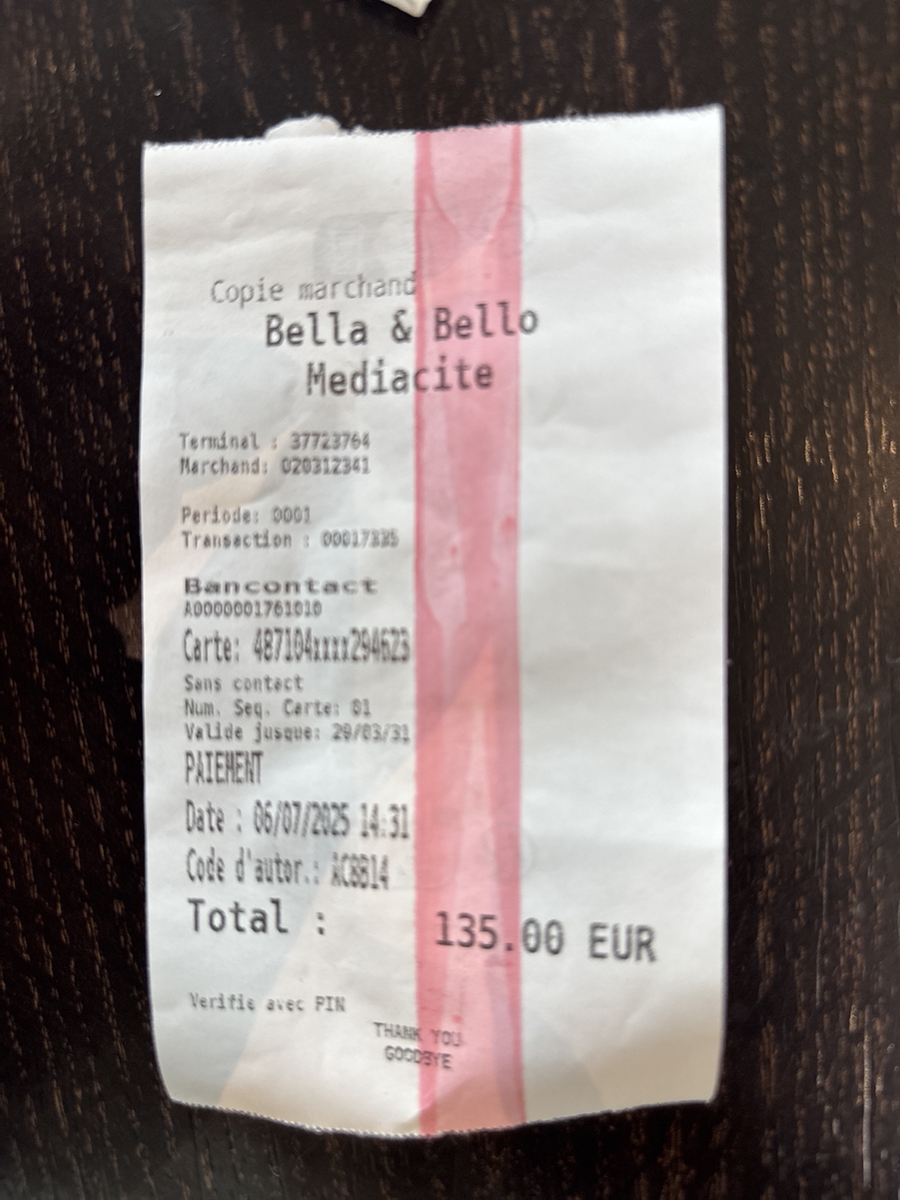 Copie marchand
Bella & Bello
Mediacite
Terminal : 37723764
Marchand: 020312341
Periode: 0001
Transaction : 00017335
Bancontact
A0000001761010
Carte: 487104xxxx294623
Sans contact
Num. Seq. Carte: 01
Valide jusque: 29/03/31
PAIEMENT
Date : 06/07/2025 14:31
Code d'autor.: AC8B14
Total : 135.00 EUR
Verifie avec PIN
THANK YOU
GOODBYE